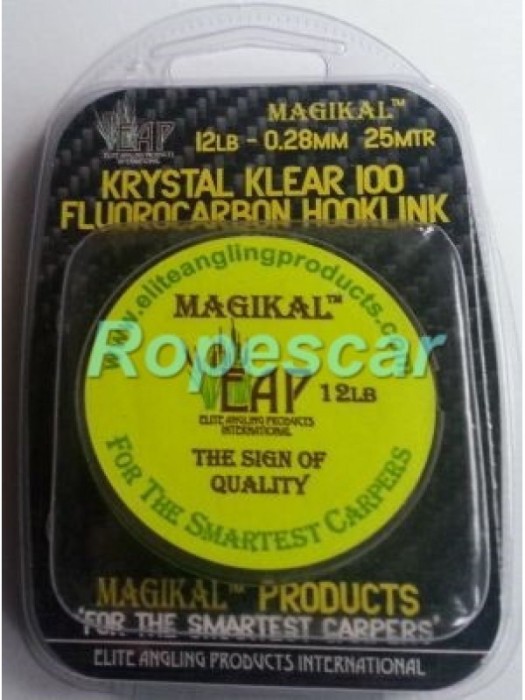 MAGIKAL™
EAP
ELITE ANGLING PRODUCTS
INTERNATIONAL
12LB - 0.28MM 25MTR
KRYSTAL KLEAR 100
FLUOROCARBON HOOKLINK
www.eliteanglingproducts.co
MAGIKAL™
Ropescar
EAP
12LB
ELITE ANGLING PRODUCTS
INTERNATIONAL
THE SIGN OF
QUALITY
FOR THE SMARTEST CARPERS
MAGIKAL™ PRODUCTS
'FOR THE SMARTEST CARPERS'
ELITE ANGLING PRODUCTS INTERNATIONAL